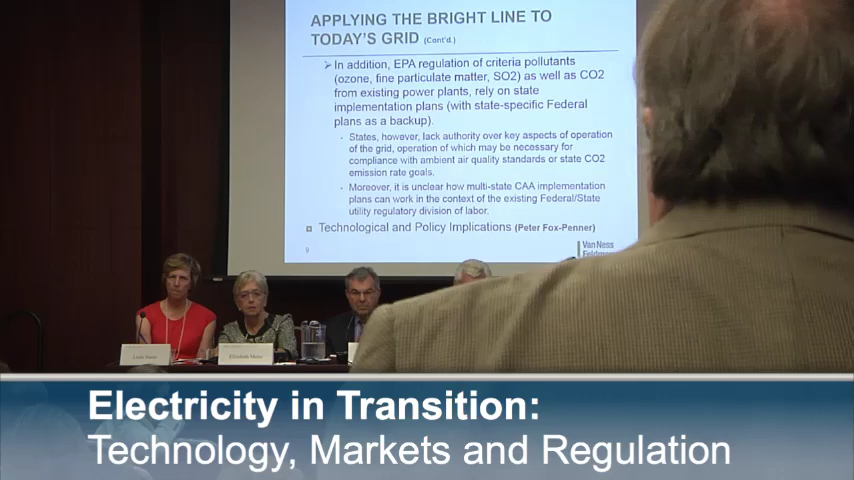 APPLYING THE BRIGHT LINE TO
TODAY'S GRID (Cont'd.)
➢ In addition, EPA regulation of criteria pollutants
(ozone, fine particulate matter, SO2) as well as CO2
from existing power plants, rely on state
implementation plans (with state-specific Federal
plans as a backup).
- States, however, lack authority over key aspects of operation
of the grid, operation of which may be necessary for
compliance with ambient air quality standards or state CO2
emission rate goals.
- Moreover, it is unclear how multi-state CAA implementation
plans can work in the context of the existing Federal/State
utility regulatory division of labor.
Technological and Policy Implications (Peter Fox-Penner)
Van Ness
Feldman
Elizabeth
Electricity in Transition:
Technology, Markets and Regulation